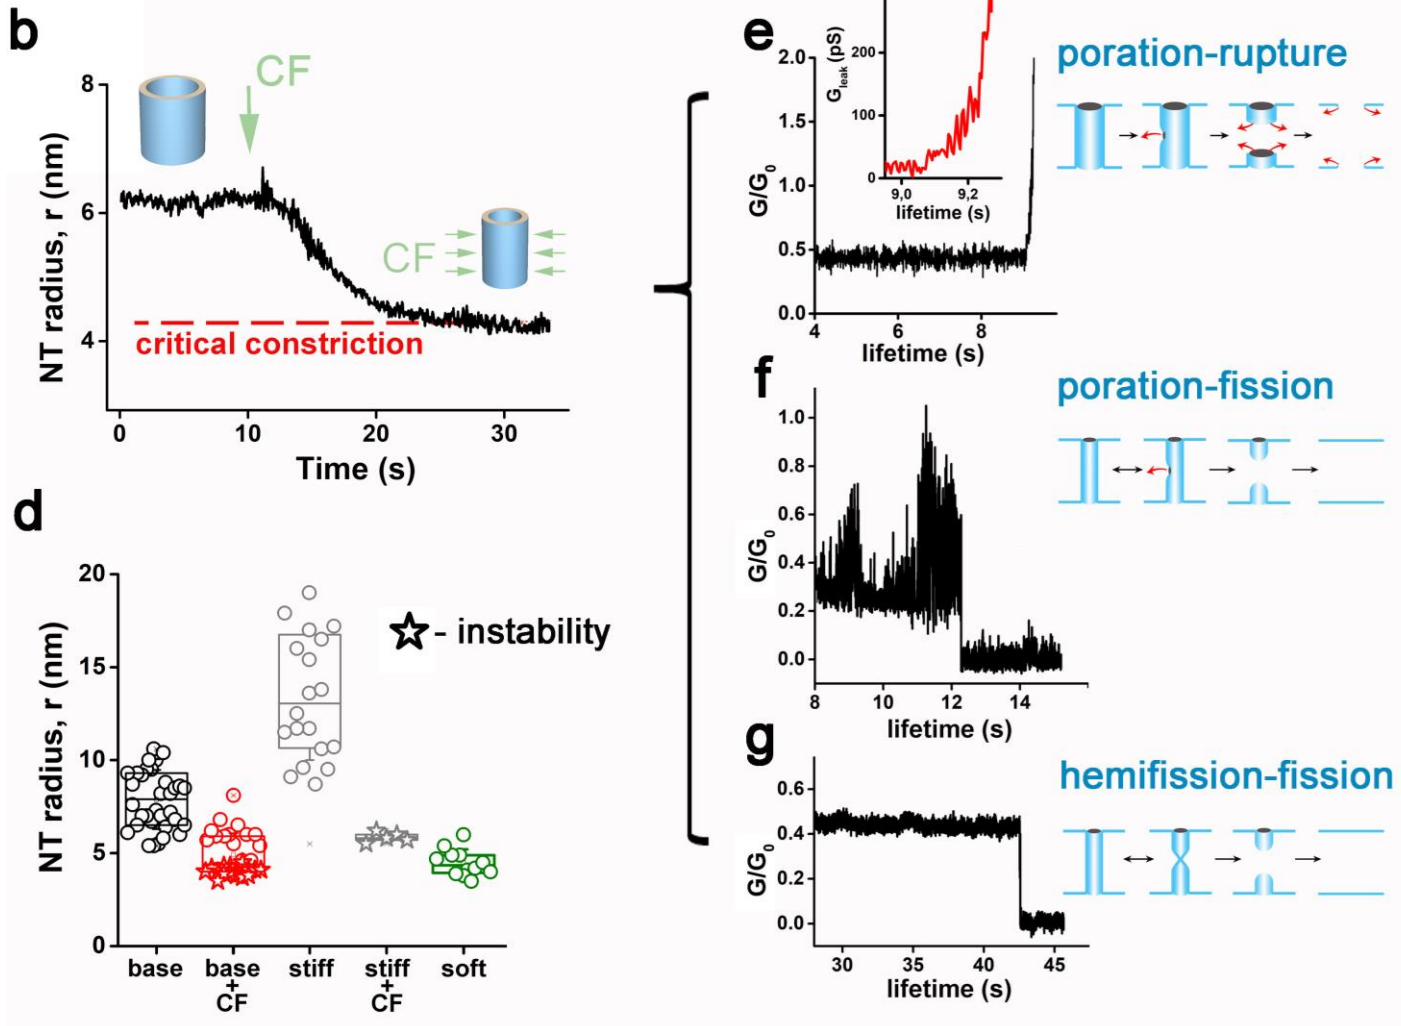 b
CF
8
6
4
NT radius, r (nm)
CF
critical constriction
0 10 20 30
Time (s)
d
20
15
10
5
0
NT radius, r (nm)
- instability
base base + CF stiff stiff + CF soft
e
poration-rupture
2.0
1.5
1.0
0.5
0.0
G/G0
200
100
0
Gleak (pS)
9,0 9,2
lifetime (s)
4 6 8
lifetime (s)
f
poration-fission
1.0
0.8
0.6
0.4
0.2
0.0
G/G0
8 10 12 14
lifetime (s)
g
hemifission-fission
0.6
0.4
0.2
0.0
G/G0
30 35 40 45
lifetime (s)